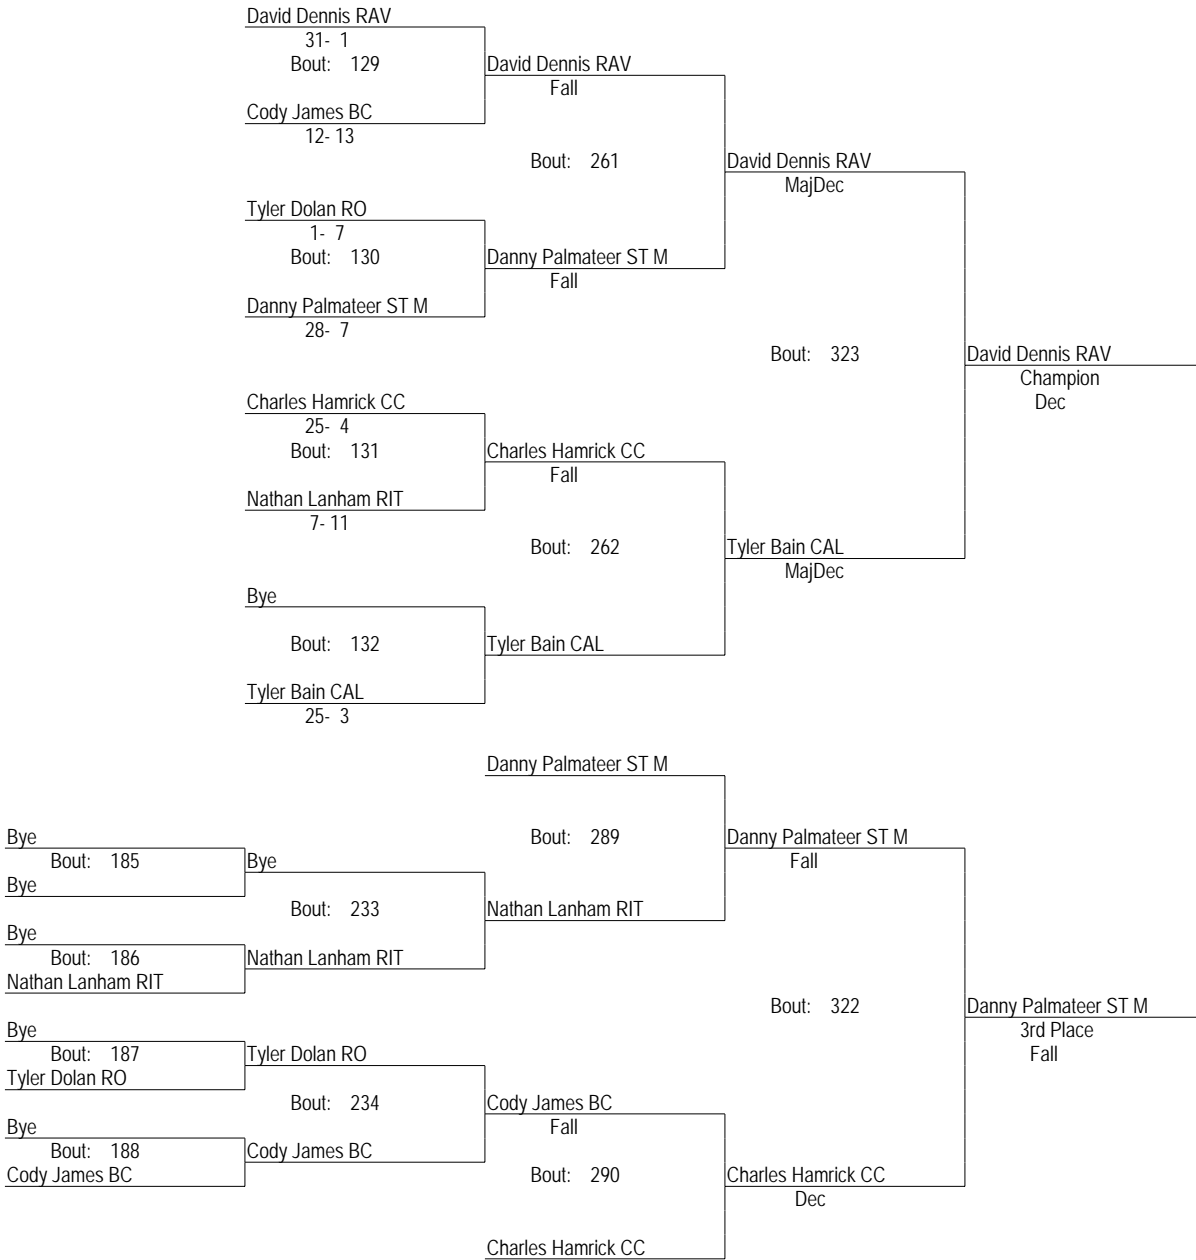 David Dennis RAV
31- 1
Bout: 129
David Dennis RAV
Fall
Cody James BC
12- 13
Bout: 261
David Dennis RAV
MajDec
Tyler Dolan RO
1- 7
Bout: 130
Danny Palmateer ST M
Fall
Danny Palmateer ST M
28- 7
Bout: 323
David Dennis RAV
Champion
Dec
Charles Hamrick CC
25- 4
Bout: 131
Charles Hamrick CC
Fall
Nathan Lanham RIT
7- 11
Bout: 262
Tyler Bain CAL
MajDec
Bye
Bout: 132
Tyler Bain CAL
Tyler Bain CAL
25- 3
Danny Palmateer ST M
Bout: 289
Danny Palmateer ST M
Fall
Bye
Bout: 185
Bye
Bye
Bout: 233
Nathan Lanham RIT
Bye
Bout: 186
Nathan Lanham RIT
Nathan Lanham RIT
Bout: 322
Danny Palmateer ST M
3rd Place
Fall
Bye
Bout: 187
Tyler Dolan RO
Tyler Dolan RO
Bout: 234
Cody James BC
Fall
Bye
Bout: 188
Cody James BC
Cody James BC
Bout: 290
Charles Hamrick CC
Dec
Charles Hamrick CC